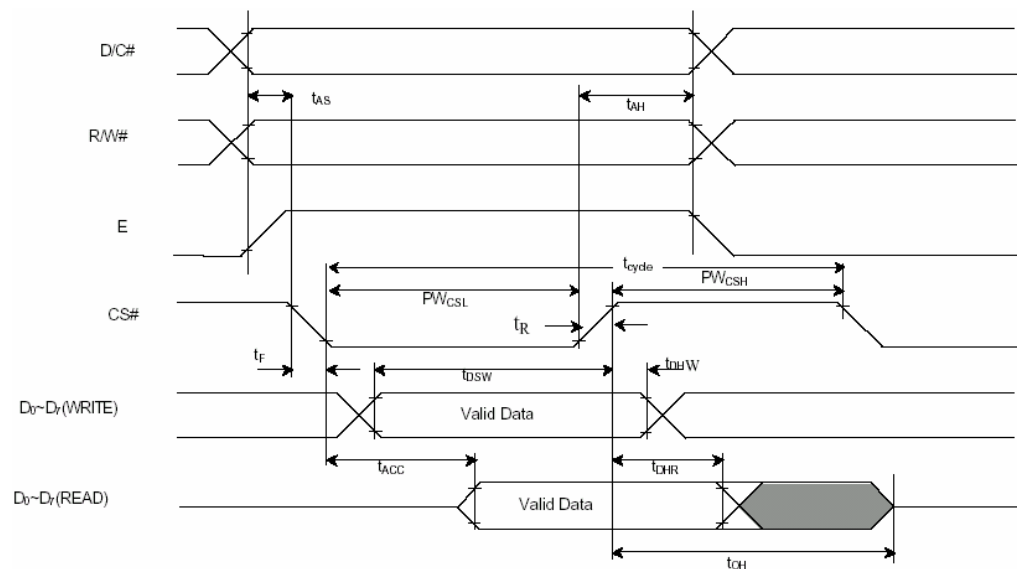 D/C#
tAS
tAH
R/W#
E
tcycle
PWCSL
PWCSH
CS#
tR
tF
tDSW
tDHW
D0~D7(WRITE)
Valid Data
tACC
tDHR
D0~D7(READ)
Valid Data
tOH